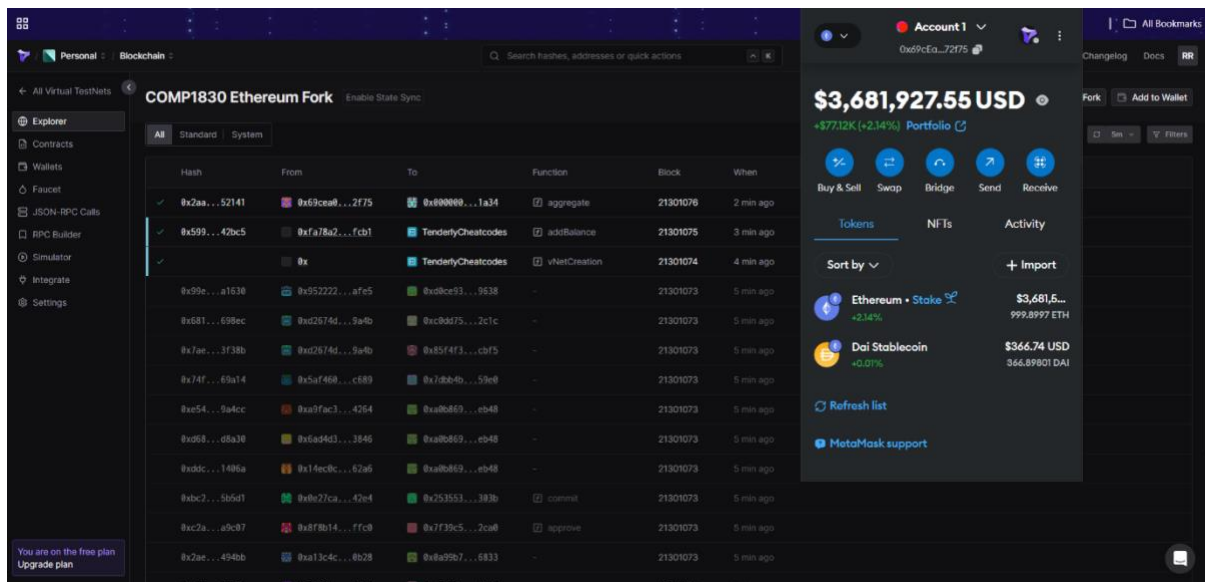 All Bookmarks
Personal / Blockchain
Search hashes, addresses or quick actions
^ K
Changelog Docs RR
Account 1
0x69cEa...72f75
← All Virtual TestNets
COMP1830 Ethereum Fork Enable State Sync
Fork Add to Wallet
$3,681,927.55 USD
+$77.12K (+2.14%) Portfolio
Buy & Sell Swap Bridge Send Receive
Tokens NFTs Activity
Sort by + Import
Ethereum • Stake $3,681,5...
+2.14% 999.8997 ETH
Dai Stablecoin $366.74 USD
+0.01% 366.89801 DAI
Refresh list
MetaMask support
Explorer
Contracts
Wallets
Faucet
JSON-RPC Calls
RPC Builder
Simulator
Integrate
Settings
You are on the free plan
Upgrade plan
All Standard System
5m Filters
Hash From To Function Block When
0x2aa...52141 0x69cea0...2f75 0x000000...1a34 aggregate 21301076 2 min ago
0x599...42bc5 0xfa78a2...fcb1 TenderlyCheatcodes addBalance 21301075 3 min ago
0x TenderlyCheatcodes vNetCreation 21301074 4 min ago
0x99e...a1630 0x952222...afe5 0xd0ce93...9638 - 21301073 5 min ago
0x681...698ec 0xd2674d...9a4b 0xc0dd75...2c1c - 21301073 5 min ago
0x7ae...3f38b 0xd2674d...9a4b 0x85f4f3...cbf5 - 21301073 5 min ago
0x74f...69a14 0x5af460...c689 0x7dbb4b...59e0 - 21301073 5 min ago
0xe54...9a4cc 0xa9fac3...4264 0xa0b869...eb48 - 21301073 5 min ago
0xd68...d8a30 0x6ad4d3...3846 0xa0b869...eb48 - 21301073 5 min ago
0xddc...1406a 0x14ec0c...62a6 0xa0b869...eb48 - 21301073 5 min ago
0xbc2...5b5d1 0x0e27ca...42e4 0x253553...303b commit 21301073 5 min ago
0xc2a...a9c07 0x8f8b14...ffc0 0x7f39c5...2ca0 approve 21301073 5 min ago
0x2ae...494bb 0xa13c4c...0b28 0x0a99b7...6833 - 21301073 5 min ago